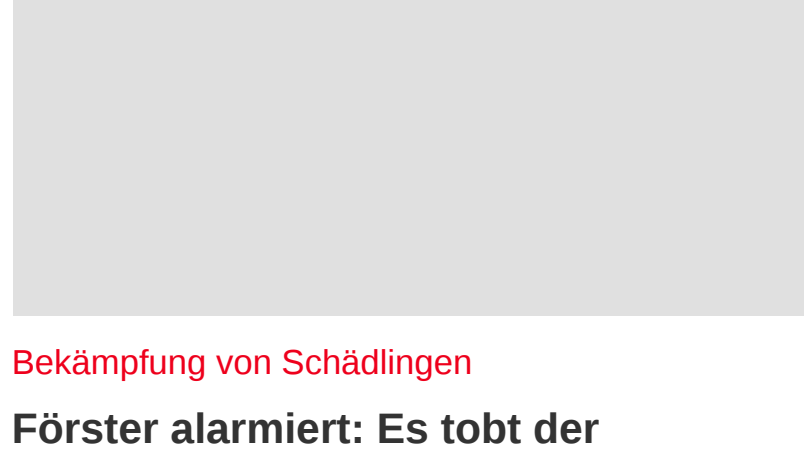 Bekämpfung von Schädlingen
Förster alarmiert: Es tobt der